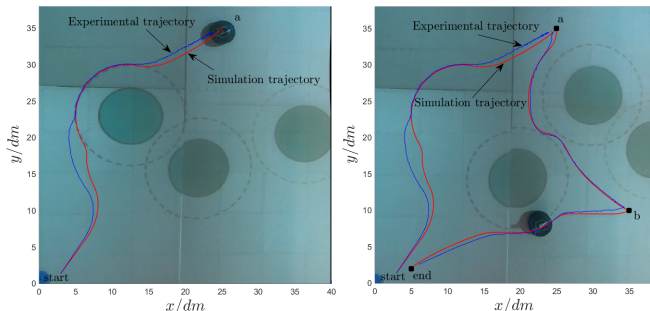 a
Experimental trajectory
Simulation trajectory
start
y/dm
35
30
25
20
15
10
5
0
0 5 10 15 20 25 30 35 40
x/dm
a
Experimental trajectory
Simulation trajectory
b
start
end
y/dm
35
30
25
20
15
10
5
0
0 5 10 15 20 25 30 35
x/dm